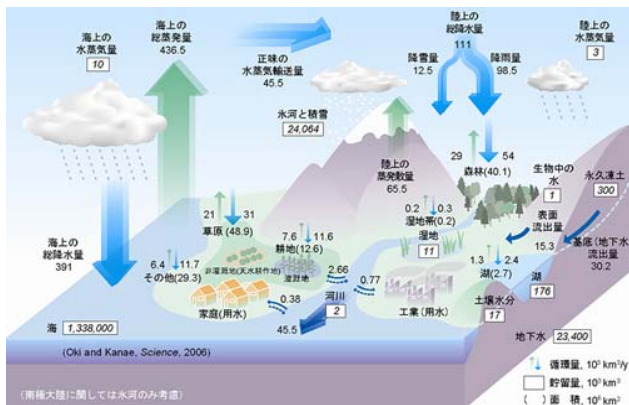 海上の
水蒸気量
10
海上の
総蒸発量
436.5
正味の
水蒸気輸送量
45.5
陸上の
総降水量
111
降雪量
12.5
降雨量
98.5
陸上の
水蒸気量
3
氷河と積雪
24,064
陸上の
蒸発散量
65.5
29
54
森林(40.1)
生物中の
水
1
永久凍土
300
21
31
草原(48.9)
0.2
0.3
湿地帯(0.2)
湿地
11
表面
流出量
15.3
基底(地下水)
流出量
30.2
海上の
総降水量
391
6.4
11.7
その他(29.3)
7.6
11.6
耕地(12.6)
非灌漑地(天水耕作地)
灌漑地
2.66
0.77
1.3
2.4
湖(2.7)
湖
176
家庭(用水)
0.38
河川
2
45.5
工業(用水)
土壌水分
17
海
1,338,000
地下水
23,400
(Oki and Kanae, Science, 2006)
循環量, 10³ km³/y
貯留量, 10³ km³
( ) 面 積, 10⁶ km²
(南極大陸に関しては氷河のみ考慮)